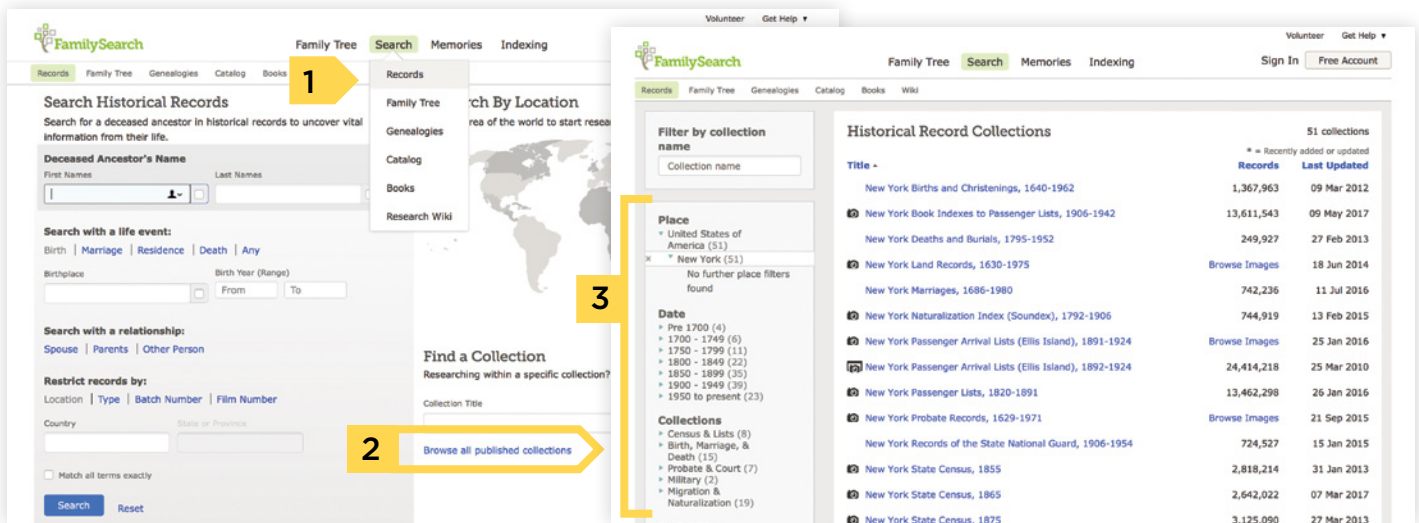 Volunteer Get Help ▾
FamilySearch
Family Tree Search Memories Indexing
Records Family Tree Genealogies Catalog Books
1
Records
Family Tree
Genealogies
Catalog
Books
Research Wiki
Search Historical Records
Search for a deceased ancestor in historical records to uncover vital
information from their life.
Deceased Ancestor's Name
First Names Last Names
Search with a life event:
Birth | Marriage | Residence | Death | Any
Birthplace Birth Year (Range)
From To
Search with a relationship:
Spouse | Parents | Other Person
Restrict records by:
Location | Type | Batch Number | Film Number
Country State or Province
Match all terms exactly
Search Reset
ch By Location
rea of the world to start resea
Find a Collection
Researching within a specific collection?
Collection Title
2
Browse all published collections
Volunteer Get Help ▾
FamilySearch
Family Tree Search Memories Indexing
Sign In Free Account
Records Family Tree Genealogies Catalog Books Wiki
Filter by collection
name
Collection name
3
Place
United States of
America (51)
x New York (51)
No further place filters
found
Date
Pre 1700 (4)
1700 - 1749 (6)
1750 - 1799 (11)
1800 - 1849 (22)
1850 - 1899 (35)
1900 - 1949 (39)
1950 to present (23)
Collections
Census & Lists (8)
Birth, Marriage, &
Death (15)
Probate & Court (7)
Military (2)
Migration &
Naturalization (19)
Historical Record Collections 51 collections
* = Recently added or updated
Title Records Last Updated
New York Births and Christenings, 1640-1962 1,367,963 09 Mar 2012
New York Book Indexes to Passenger Lists, 1906-1942 13,611,543 09 May 2017
New York Deaths and Burials, 1795-1952 249,927 27 Feb 2013
New York Land Records, 1630-1975 Browse Images 18 Jun 2014
New York Marriages, 1686-1980 742,236 11 Jul 2016
New York Naturalization Index (Soundex), 1792-1906 744,919 13 Feb 2015
New York Passenger Arrival Lists (Ellis Island), 1891-1924 Browse Images 25 Jan 2016
New York Passenger Arrival Lists (Ellis Island), 1892-1924 24,414,218 25 Mar 2010
New York Passenger Lists, 1820-1891 13,462,298 26 Jan 2016
New York Probate Records, 1629-1971 Browse Images 21 Sep 2015
New York Records of the State National Guard, 1906-1954 724,527 15 Jan 2015
New York State Census, 1855 2,818,214 31 Jan 2013
New York State Census, 1865 2,642,022 07 Mar 2017
New York State Census, 1875 3,125,090 27 Mar 2013